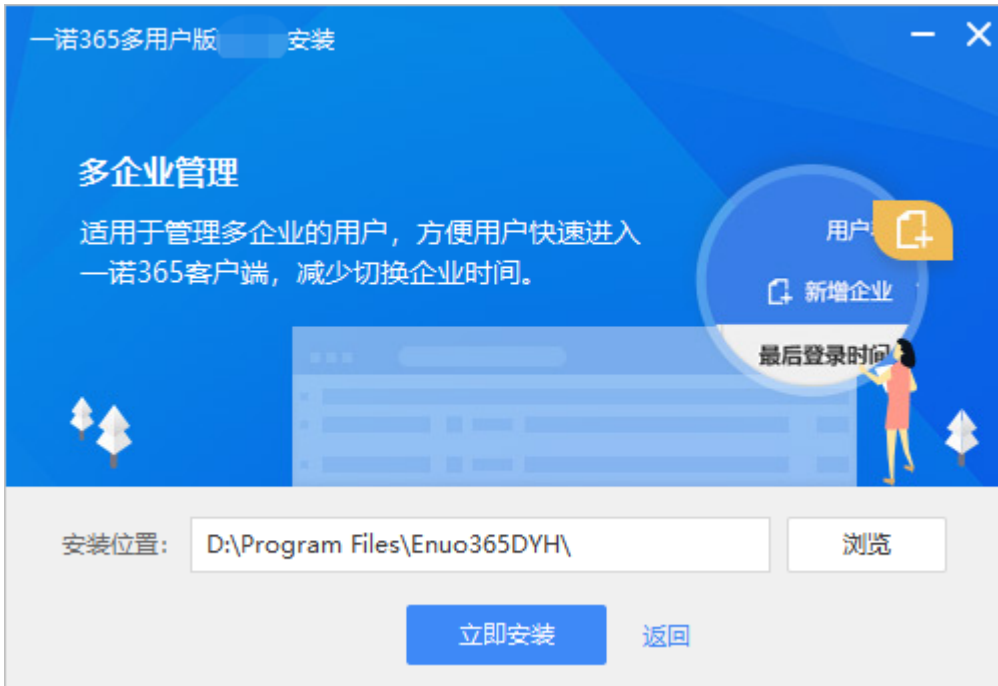 一诺365多用户版 安装
多企业管理
适用于管理多企业的用户，方便用户快速进入
一诺365客户端，减少切换企业时间。
用户
新增企业
最后登录时间
安装位置：
D:\Program Files\Enuo365DYH\
浏览
立即安装
返回